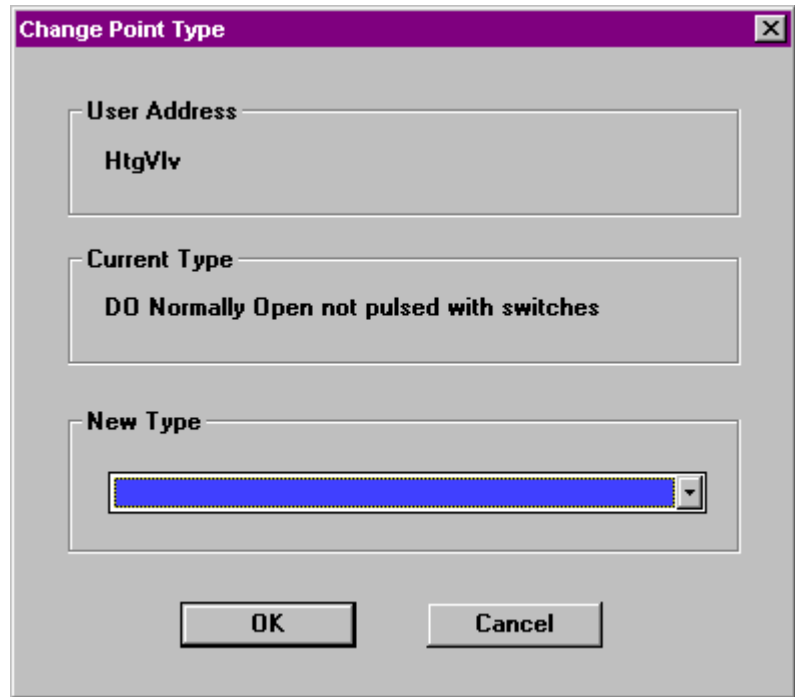 Change Point Type
User Address
HtgVlv
Current Type
DO Normally Open not pulsed with switches
New Type
OK Cancel